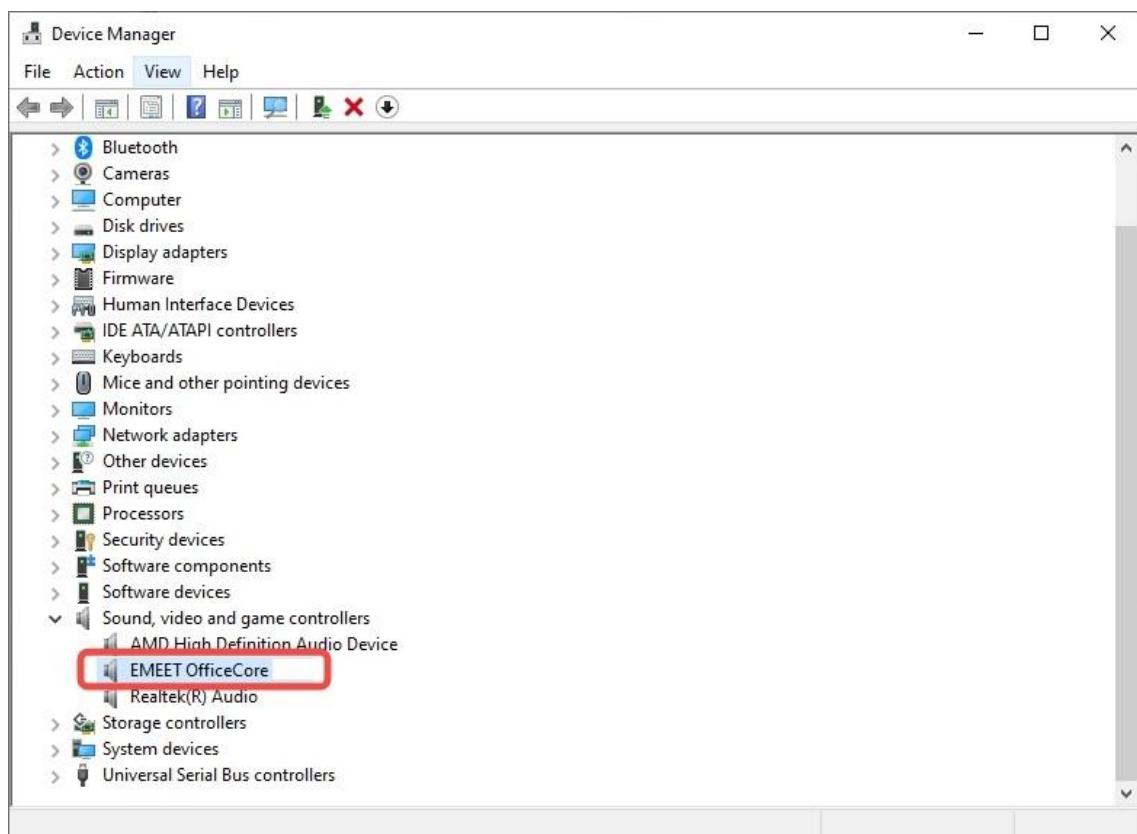 Device Manager
File Action View Help
Bluetooth
Cameras
Computer
Disk drives
Display adapters
Firmware
Human Interface Devices
IDE ATA/ATAPI controllers
Keyboards
Mice and other pointing devices
Monitors
Network adapters
Other devices
Print queues
Processors
Security devices
Software components
Software devices
Sound, video and game controllers
AMD High Definition Audio Device
EMEET OfficeCore
Realtek(R) Audio
Storage controllers
System devices
Universal Serial Bus controllers